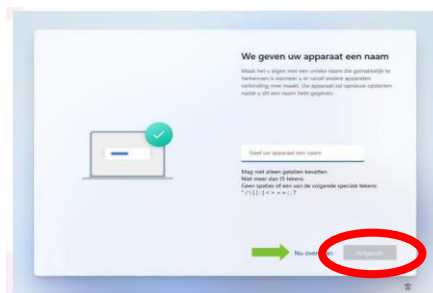 We geven uw apparaat een naam
Maak het u eigen met een unieke naam die gemakkelijk te
herkennen is wanneer u er vanaf andere apparaten
verbinding mee maakt. Uw apparaat zal opnieuw opstarten
nadat u dit een naam hebt gegeven.
Geef uw apparaat een naam
Mag niet alleen getallen bevatten
Niet meer dan 15 tekens
Geen spaties of een van de volgende speciale tekens:
Nu overslaan
Volgende